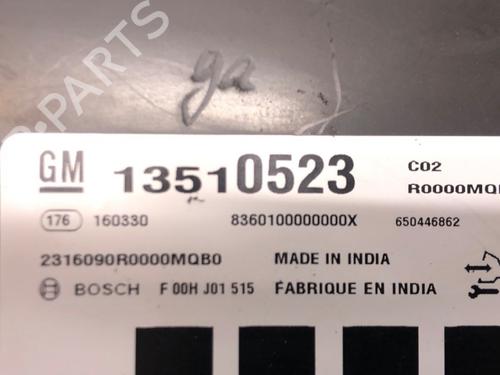 ga
B-PARTS
GM 13510523 C02
R0000MQ
176 160330 8360100000000X 650446862
2316090R0000MQB0 MADE IN INDIA
BOSCH F 00H J01 515 FABRIQUE EN INDIA